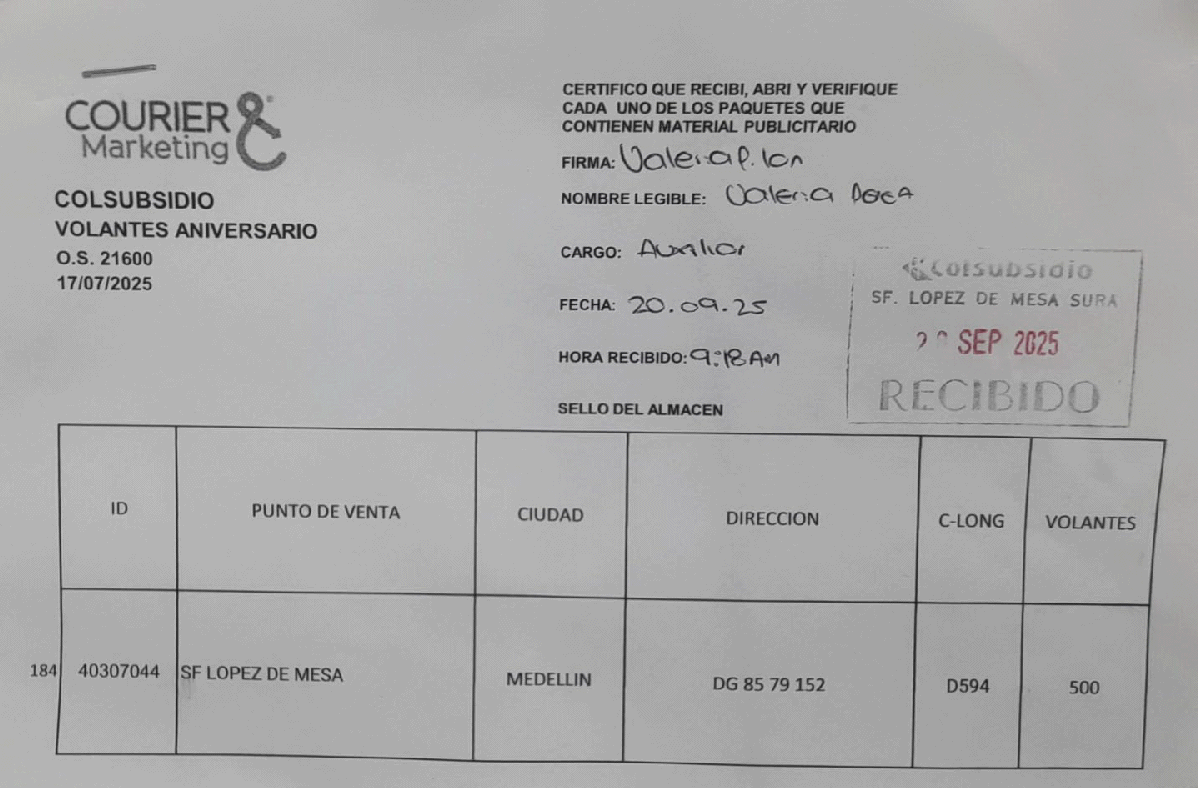 COURIER &
Marketing
COLSUBSIDIO
VOLANTES ANIVERSARIO
O.S. 21600
17/07/2025
CERTIFICO QUE RECIBI, ABRI Y VERIFIQUE
CADA UNO DE LOS PAQUETES QUE
CONTIENEN MATERIAL PUBLICITARIO
FIRMA: Valeria
NOMBRE LEGIBLE: Valeria
CARGO: Auxiliar
FECHA: 20.09.25
HORA RECIBIDO: 9:18 Am
SELLO DEL ALMACEN
Colsubsidio
SF. LOPEZ DE MESA SURA
SEP 2025
RECIBIDO
ID PUNTO DE VENTA CIUDAD DIRECCION C-LONG VOLANTES
184 40307044 SF LOPEZ DE MESA MEDELLIN DG 85 79 152 D594 500